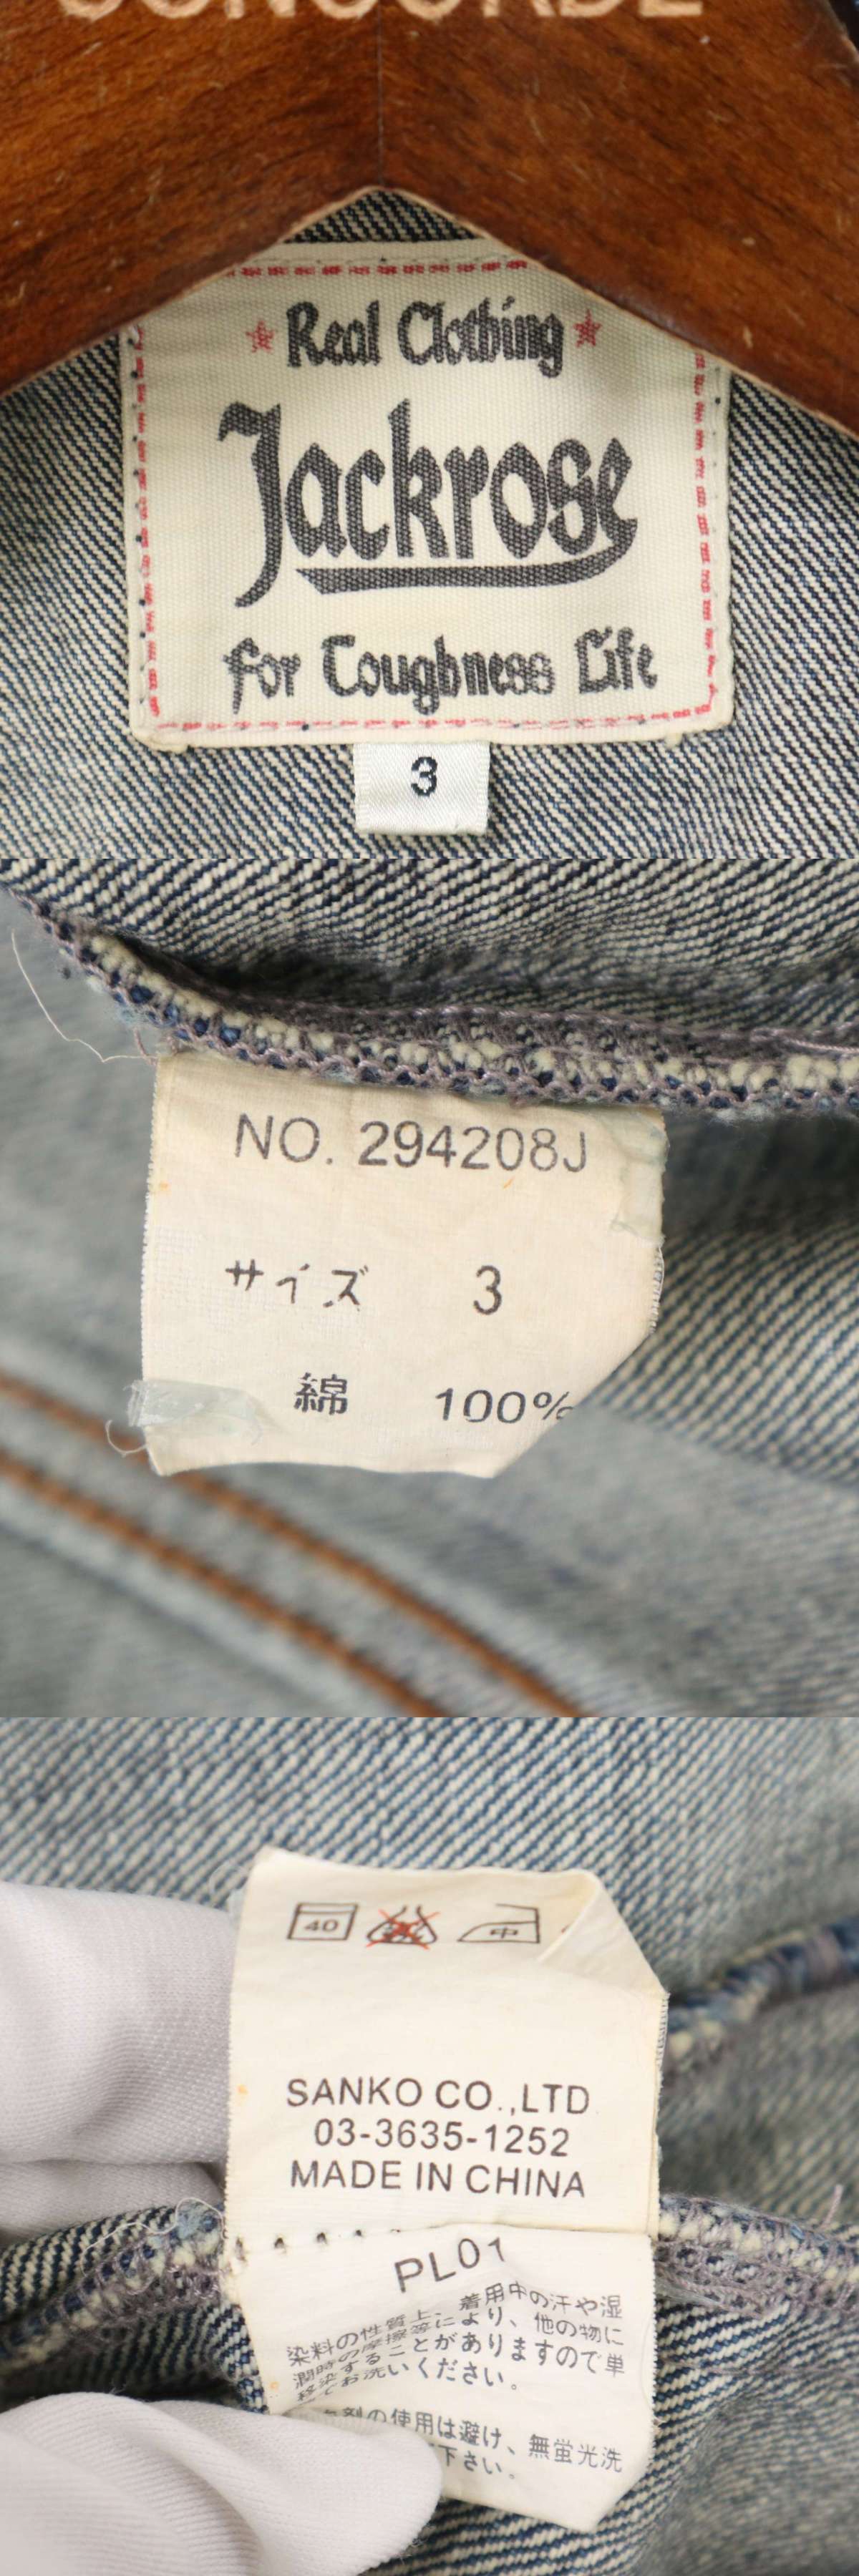 CONCORDE
Real Clothing
Jackrose
for Toughness Life
3
NO. 294208J
サイズ 3
綿 100%
40 中
SANKO CO.,LTD
03-3635-1252
MADE IN CHINA
PL01
染料の性質上、着用中の汗や湿
潤時の摩擦等により、他の物に
移染することがありますので単
てお洗いください。
剤の使用は避け、無蛍光洗
下さい。